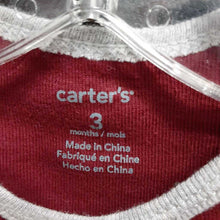 carter's®
3
months / mois
Made in China
Fabriqué en Chine
Hecho en China